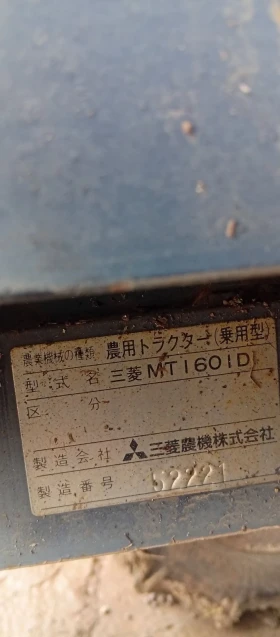 農業機械の種類 農用トラクター(乗用型)
型式名 三菱MT1601D
区分
製造会社 三菱農機株式会社
製造番号 52221